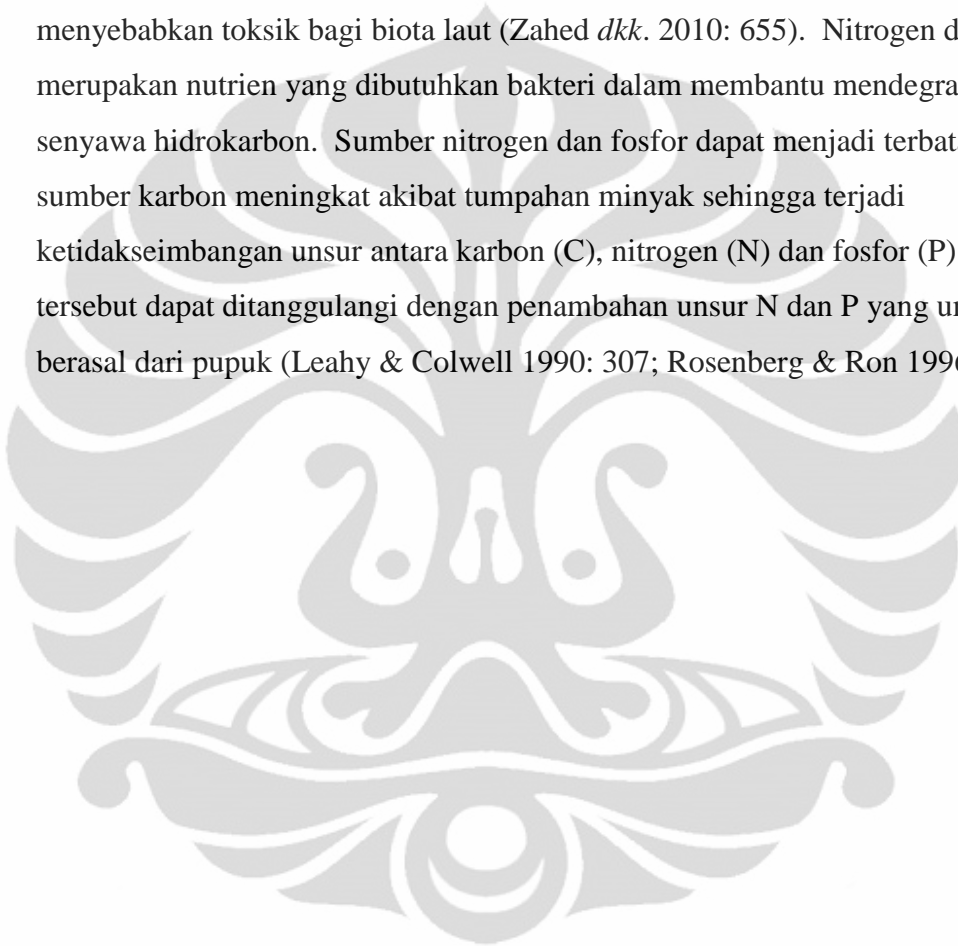 menyebabkan toksik bagi biota laut (Zahed dkk. 2010: 655). Nitrogen d
merupakan nutrien yang dibutuhkan bakteri dalam membantu mendegra
senyawa hidrokarbon. Sumber nitrogen dan fosfor dapat menjadi terbat
sumber karbon meningkat akibat tumpahan minyak sehingga terjadi
ketidakseimbangan unsur antara karbon (C), nitrogen (N) dan fosfor (P)
tersebut dapat ditanggulangi dengan penambahan unsur N dan P yang u
berasal dari pupuk (Leahy & Colwell 1990: 307; Rosenberg & Ron 1996